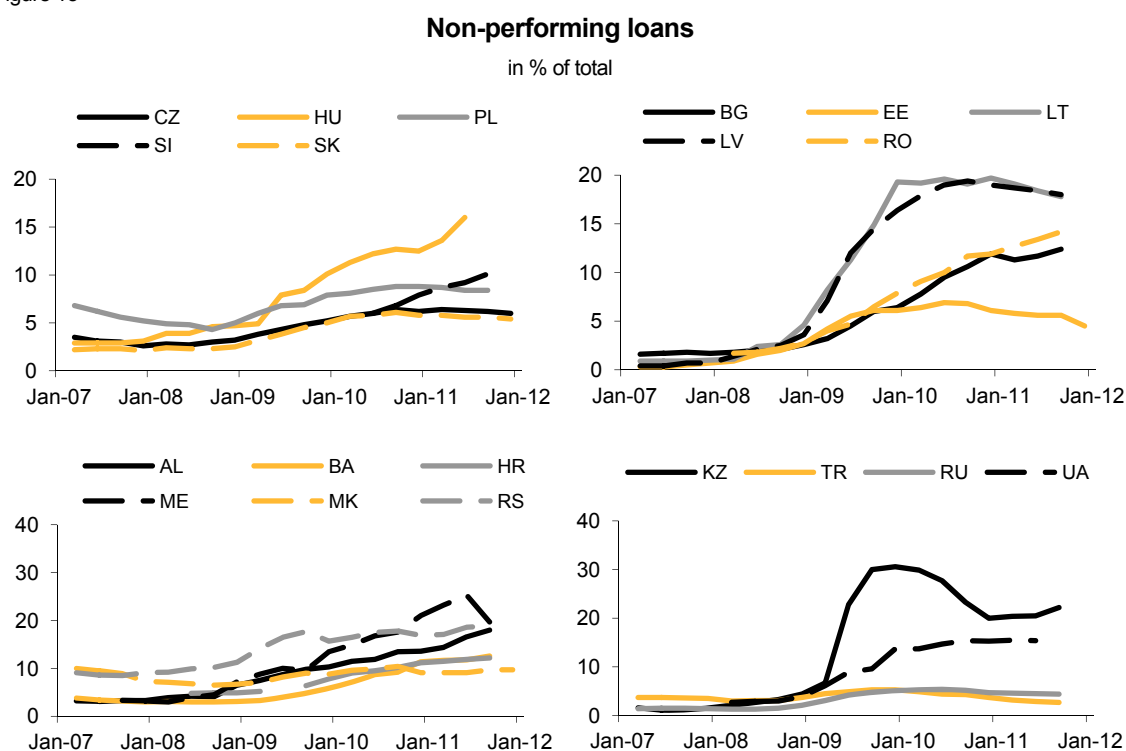 Non-performing loans
in % of total
CZ HU PL
SI SK
20
15
10
5
0
Jan-07 Jan-08 Jan-09 Jan-10 Jan-11 Jan-12
BG EE LT
LV RO
20
15
10
5
0
Jan-07 Jan-08 Jan-09 Jan-10 Jan-11 Jan-12
AL BA HR
ME MK RS
40
30
20
10
0
Jan-07 Jan-08 Jan-09 Jan-10 Jan-11 Jan-12
KZ TR RU UA
40
30
20
10
0
Jan-07 Jan-08 Jan-09 Jan-10 Jan-11 Jan-12